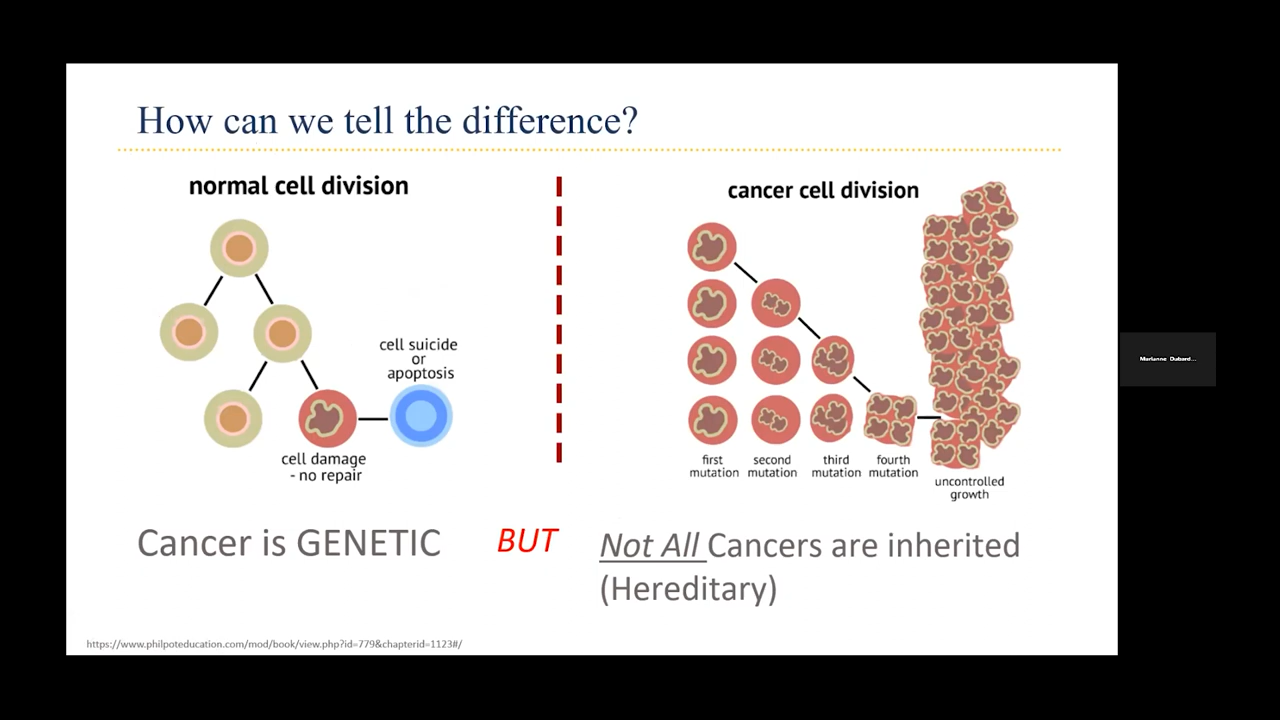 How can we tell the difference?
normal cell division
cell suicide
or
apoptosis
cell damage
- no repair
cancer cell division
first
mutation
second
mutation
third
mutation
fourth
mutation
uncontrolled
growth
Cancer is GENETIC
BUT
Not All Cancers are inherited
(Hereditary)
https://www.philpoteducation.com/mod/book/view.php?id=779&chapterid=1123#/
Marianne Dubard...